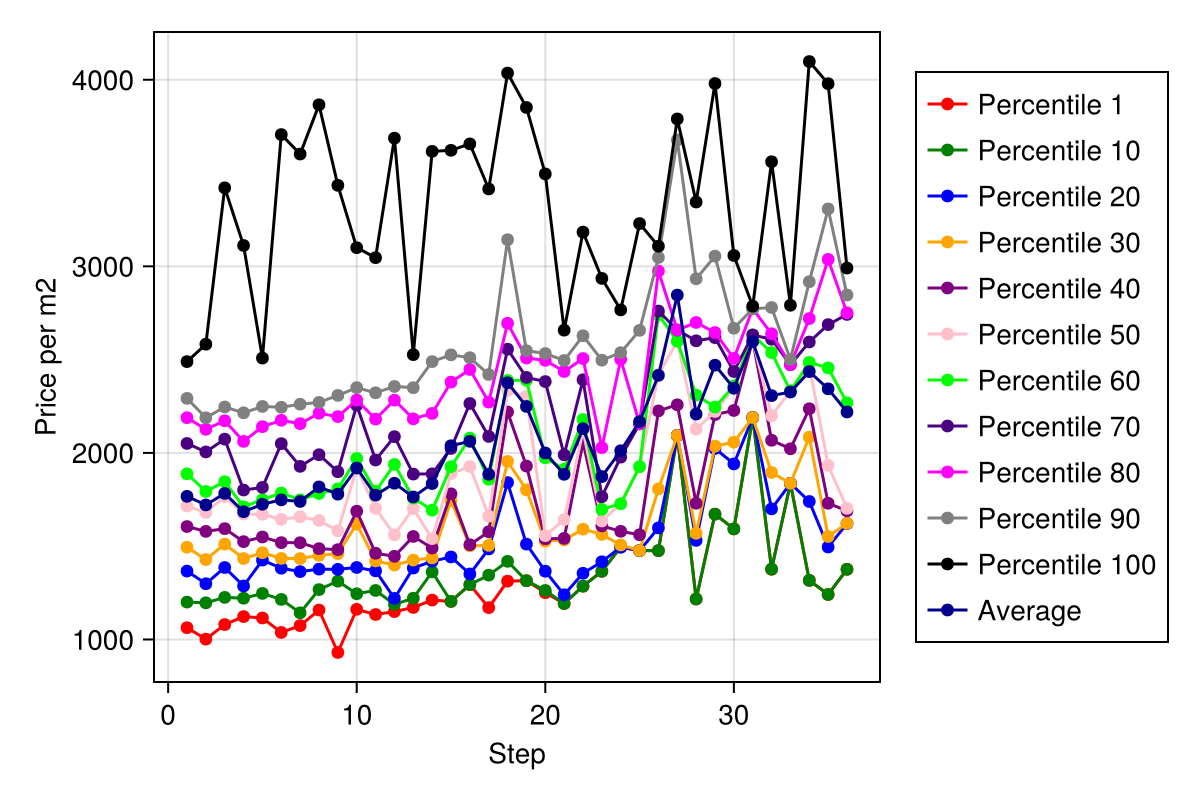 4000
3000
2000
1000
Price per m2
0 10 20 30
Step
Percentile 1
Percentile 10
Percentile 20
Percentile 30
Percentile 40
Percentile 50
Percentile 60
Percentile 70
Percentile 80
Percentile 90
Percentile 100
Average